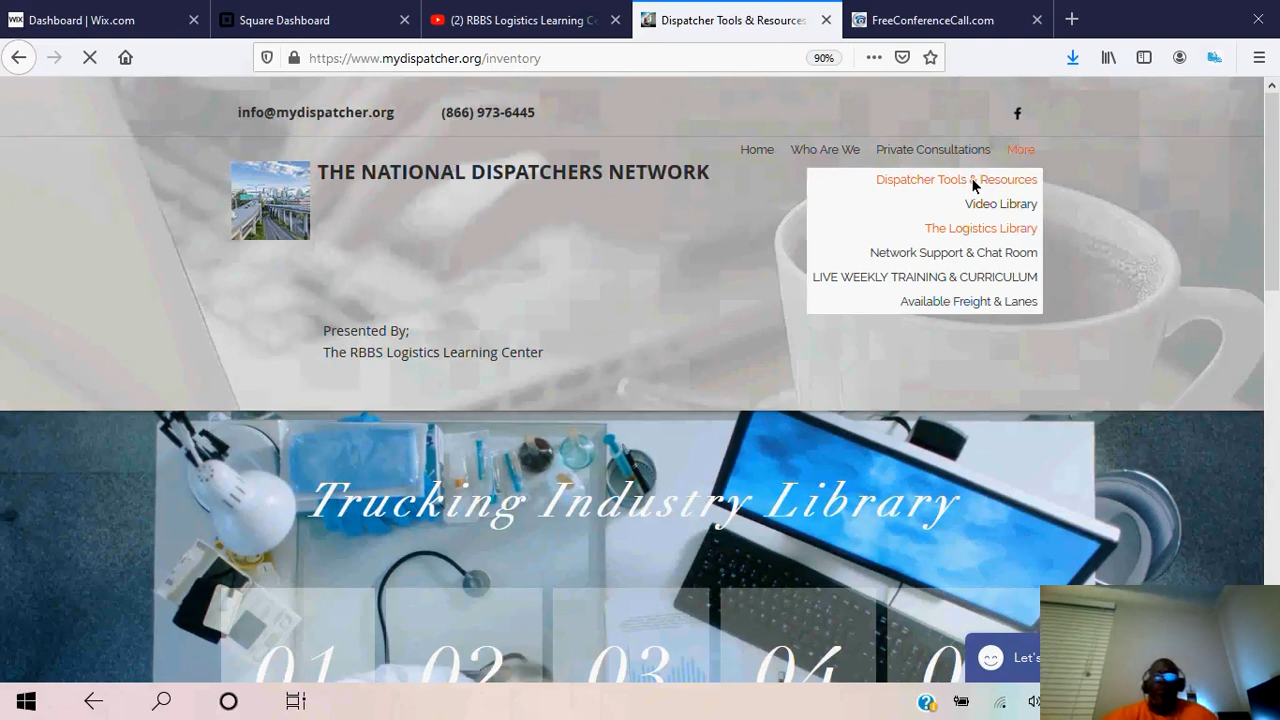 Dashboard | Wix.com
Square Dashboard
(2) RBBS Logistics Learning Ce
Dispatcher Tools & Resources
FreeConferenceCall.com
https://www.mydispatcher.org/inventory
90%
info@mydispatcher.org
(866) 973-6445
Home
Who Are We
Private Consultations
More
THE NATIONAL DISPATCHERS NETWORK
Dispatcher Tools & Resources
Video Library
The Logistics Library
Network Support & Chat Room
LIVE WEEKLY TRAINING & CURRICULUM
Available Freight & Lanes
Presented By;
The RBBS Logistics Learning Center
Trucking Industry Library
01
02
03
04
0
Let's